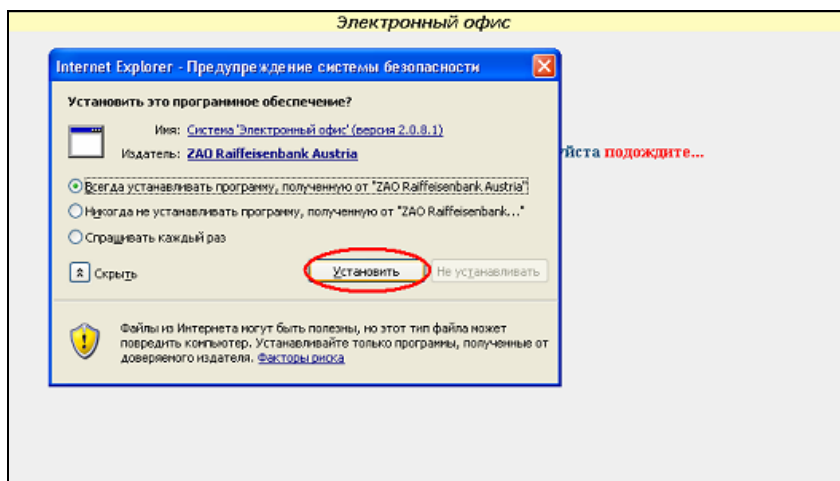 Электронный офис
Internet Explorer - Предупреждение системы безопасности
Установить это программное обеспечение?
Имя: Система 'Электронный офис' (версия 2.0.8.1)
Издатель: ZAO Raiffeisenbank Austria
подождите...
Всегда устанавливать программу, полученную от "ZAO Raiffeisenbank Austria"
Никогда не устанавливать программу, полученную от "ZAO Raiffeisenbank..."
Спрашивать каждый раз
Скрыть
Установить
Не устанавливать
Файлы из Интернета могут быть полезны, но этот тип файла может
повредить компьютер. Устанавливайте только программы, полученные от
доверяемого издателя. Факторы риска